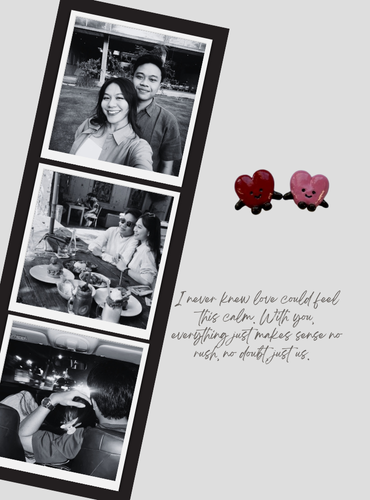 I never knew love could feel
this calm. With you,
everything just makes sense no
rush, no doubt, just us.